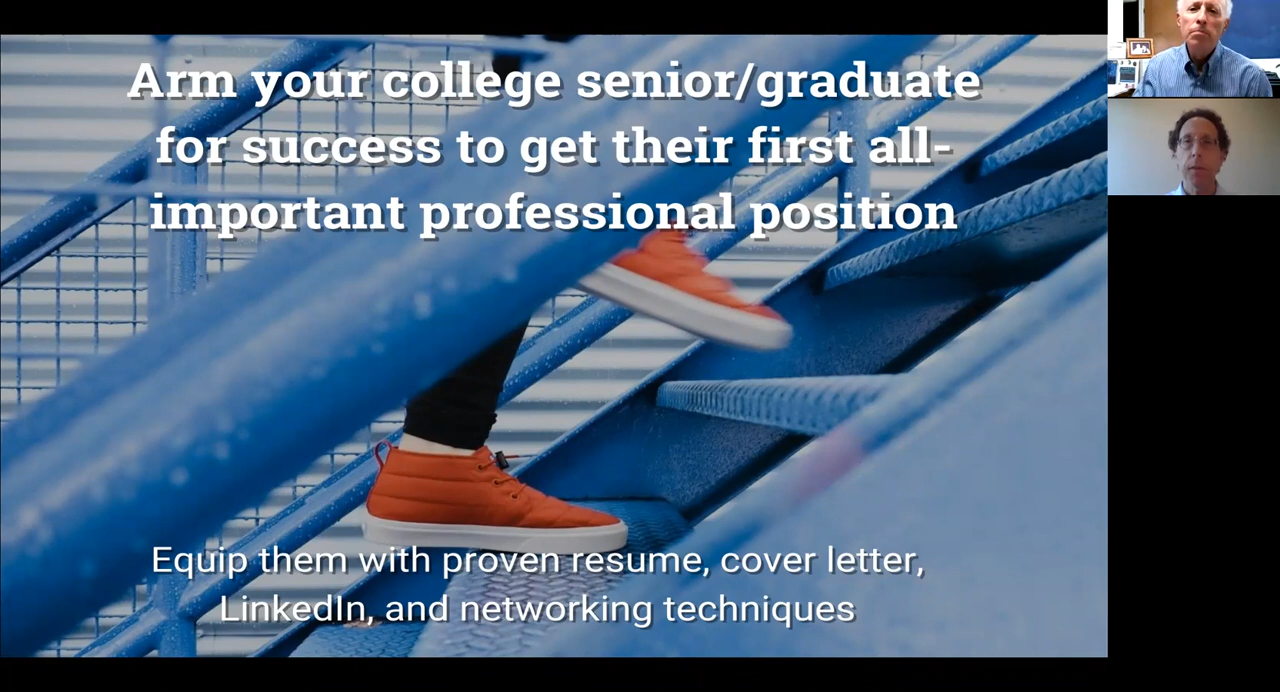 Arm your college senior/graduate
for success to get their first all-
important professional position
Equip them with proven resume, cover letter,
LinkedIn, and networking techniques